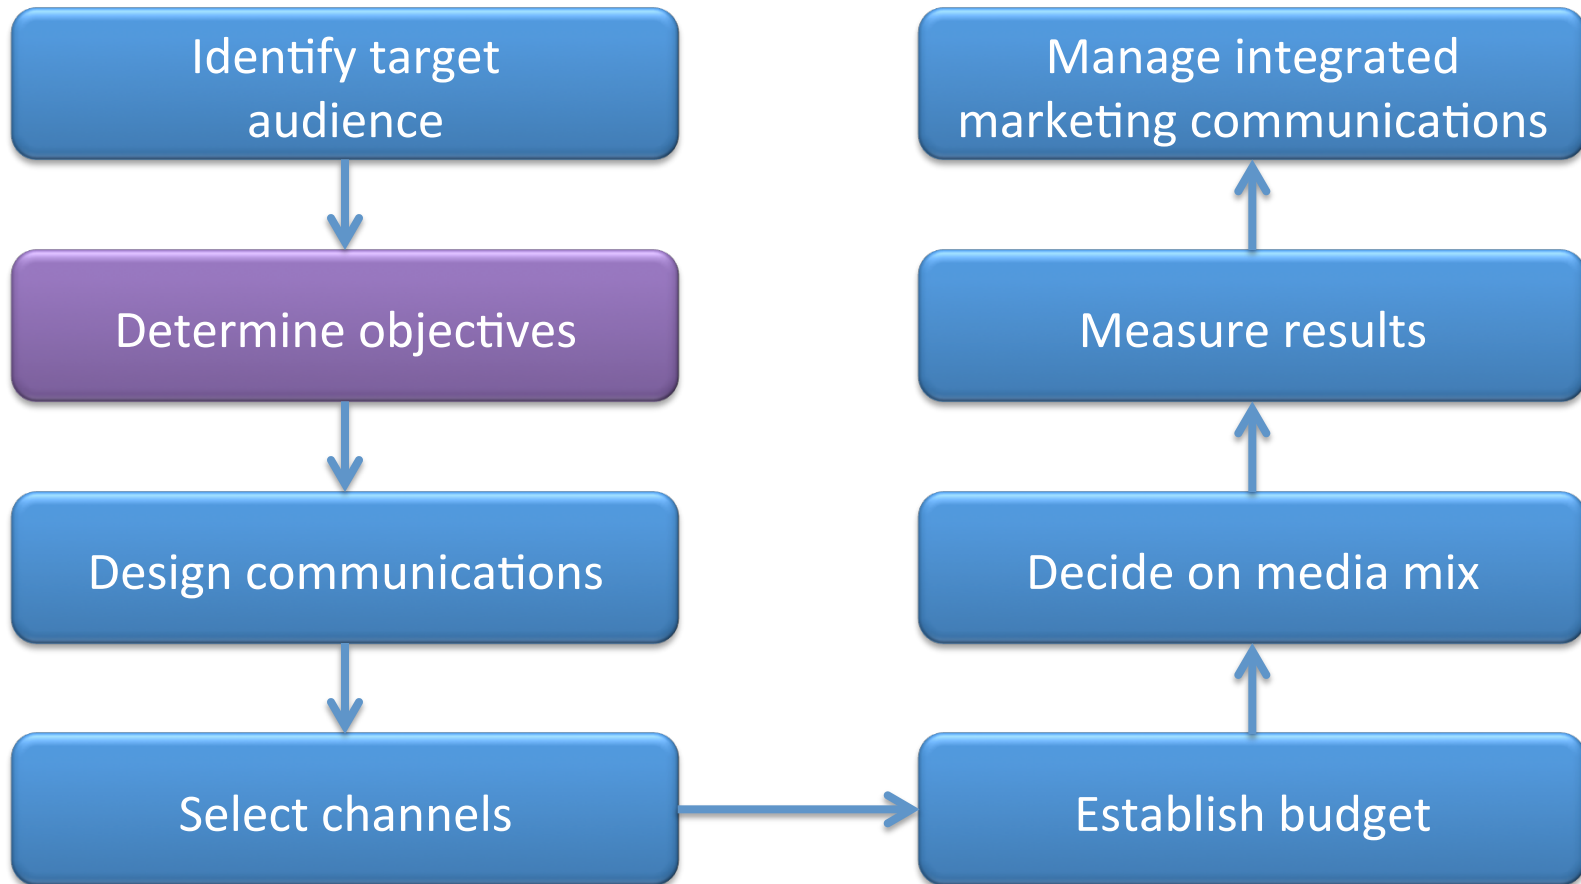 Identify target
audience
Determine objectives
Design communications
Select channels
Establish budget
Decide on media mix
Measure results
Manage integrated
marketing communications